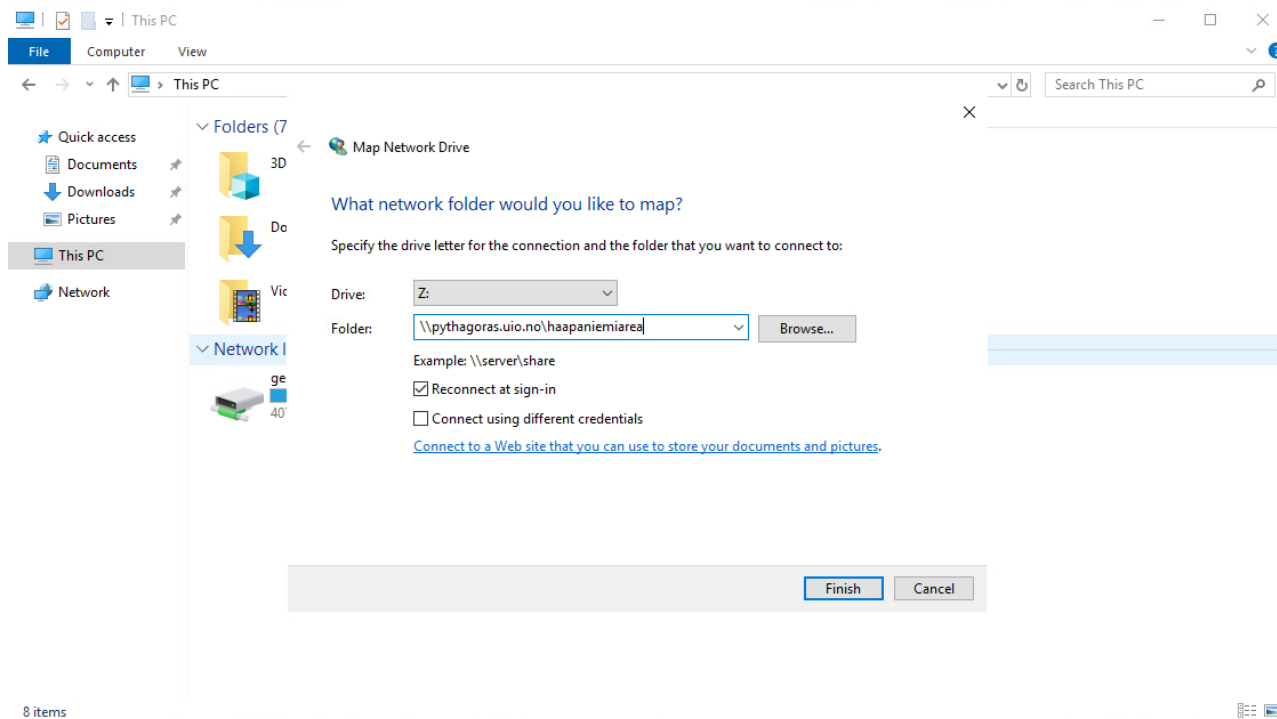 This PC
File Computer View
This PC
Search This PC
Quick access
Documents
Downloads
Pictures
This PC
Network
Folders (7
3D
Do
Vic
Network l
ge
40
Map Network Drive
What network folder would you like to map?
Specify the drive letter for the connection and the folder that you want to connect to:
Drive: Z:
Folder: \\pythagoras.uio.no\haapaniemiarea Browse...
Example: \\server\share
Reconnect at sign-in
Connect using different credentials
Connect to a Web site that you can use to store your documents and pictures.
Finish Cancel
8 items